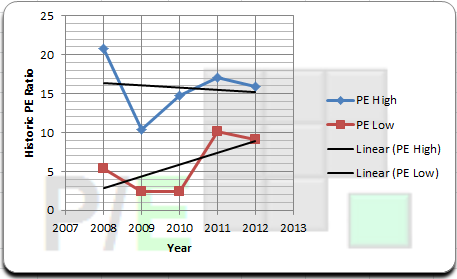 25
20
15
10
5
0
Historic PE Ratio
2007 2008 2009 2010 2011 2012 2013
Year
PE High
PE Low
Linear (PE High)
Linear (PE Low)
P/E